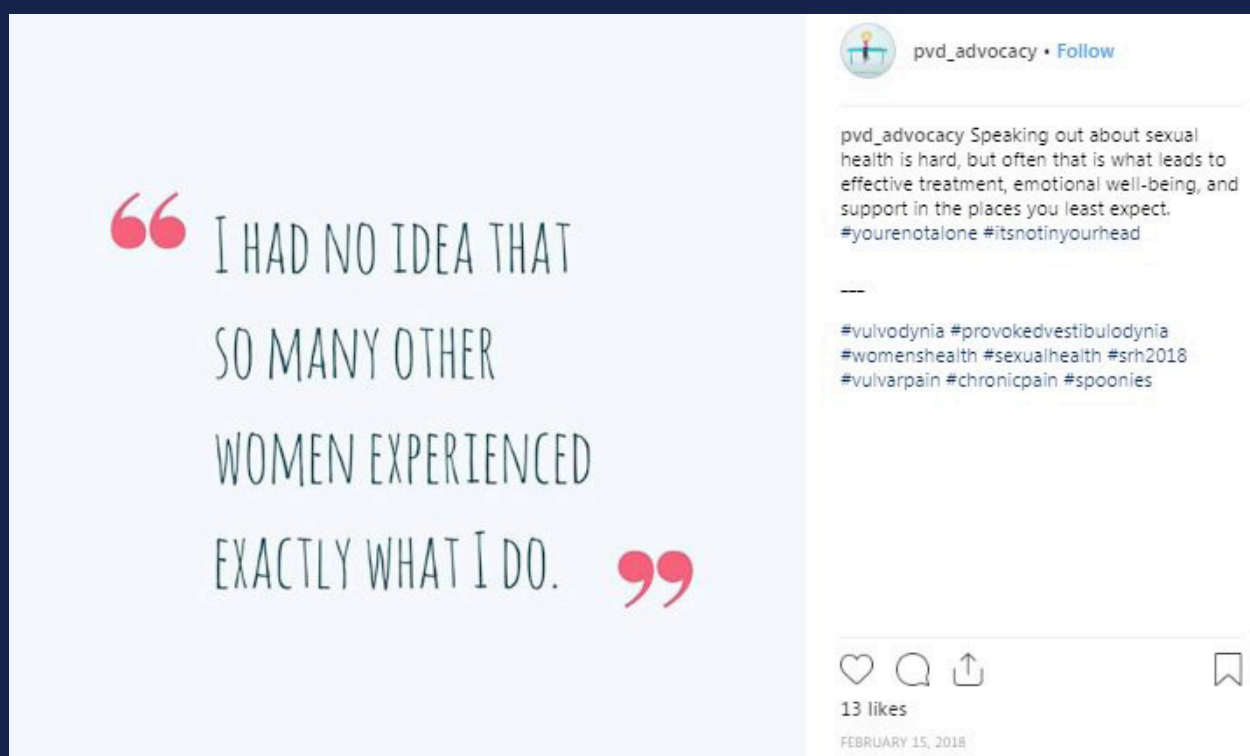 “ I HAD NO IDEA THAT
SO MANY OTHER
WOMEN EXPERIENCED
EXACTLY WHAT I DO. ”
pvd_advocacy • Follow
pvd_advocacy Speaking out about sexual
health is hard, but often that is what leads to
effective treatment, emotional well-being, and
support in the places you least expect.
#yourenotalone #itsnotinyourhead
---
#vulvodynia #provokedvestibulodynia
#womenshealth #sexualhealth #srh2018
#vulvarpain #chronicpain #spoonies
13 likes
FEBRUARY 15, 2018